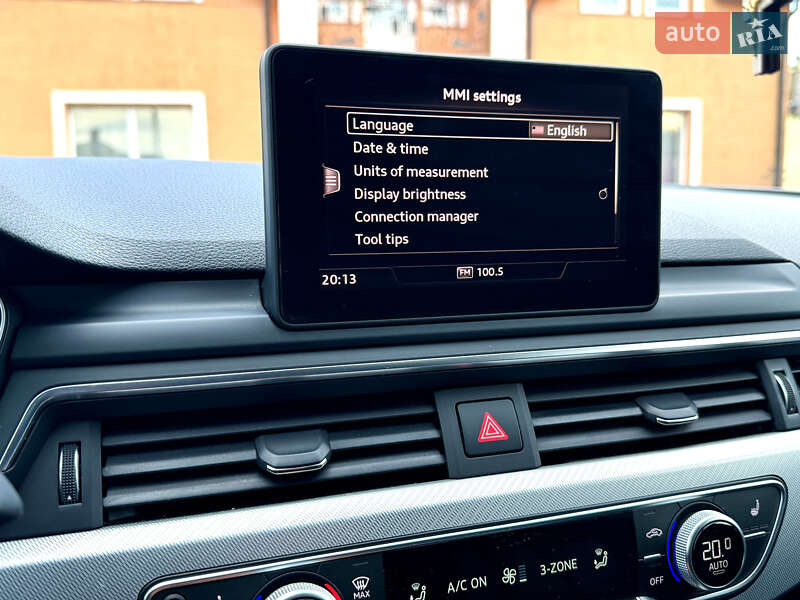 auto RIA
.com
MMI settings
Language English
Date & time
Units of measurement
Display brightness
Connection manager
Tool tips
20:13 FM 100.5
20.0
AUTO
OFF
A/C ON 3-ZONE
MAX